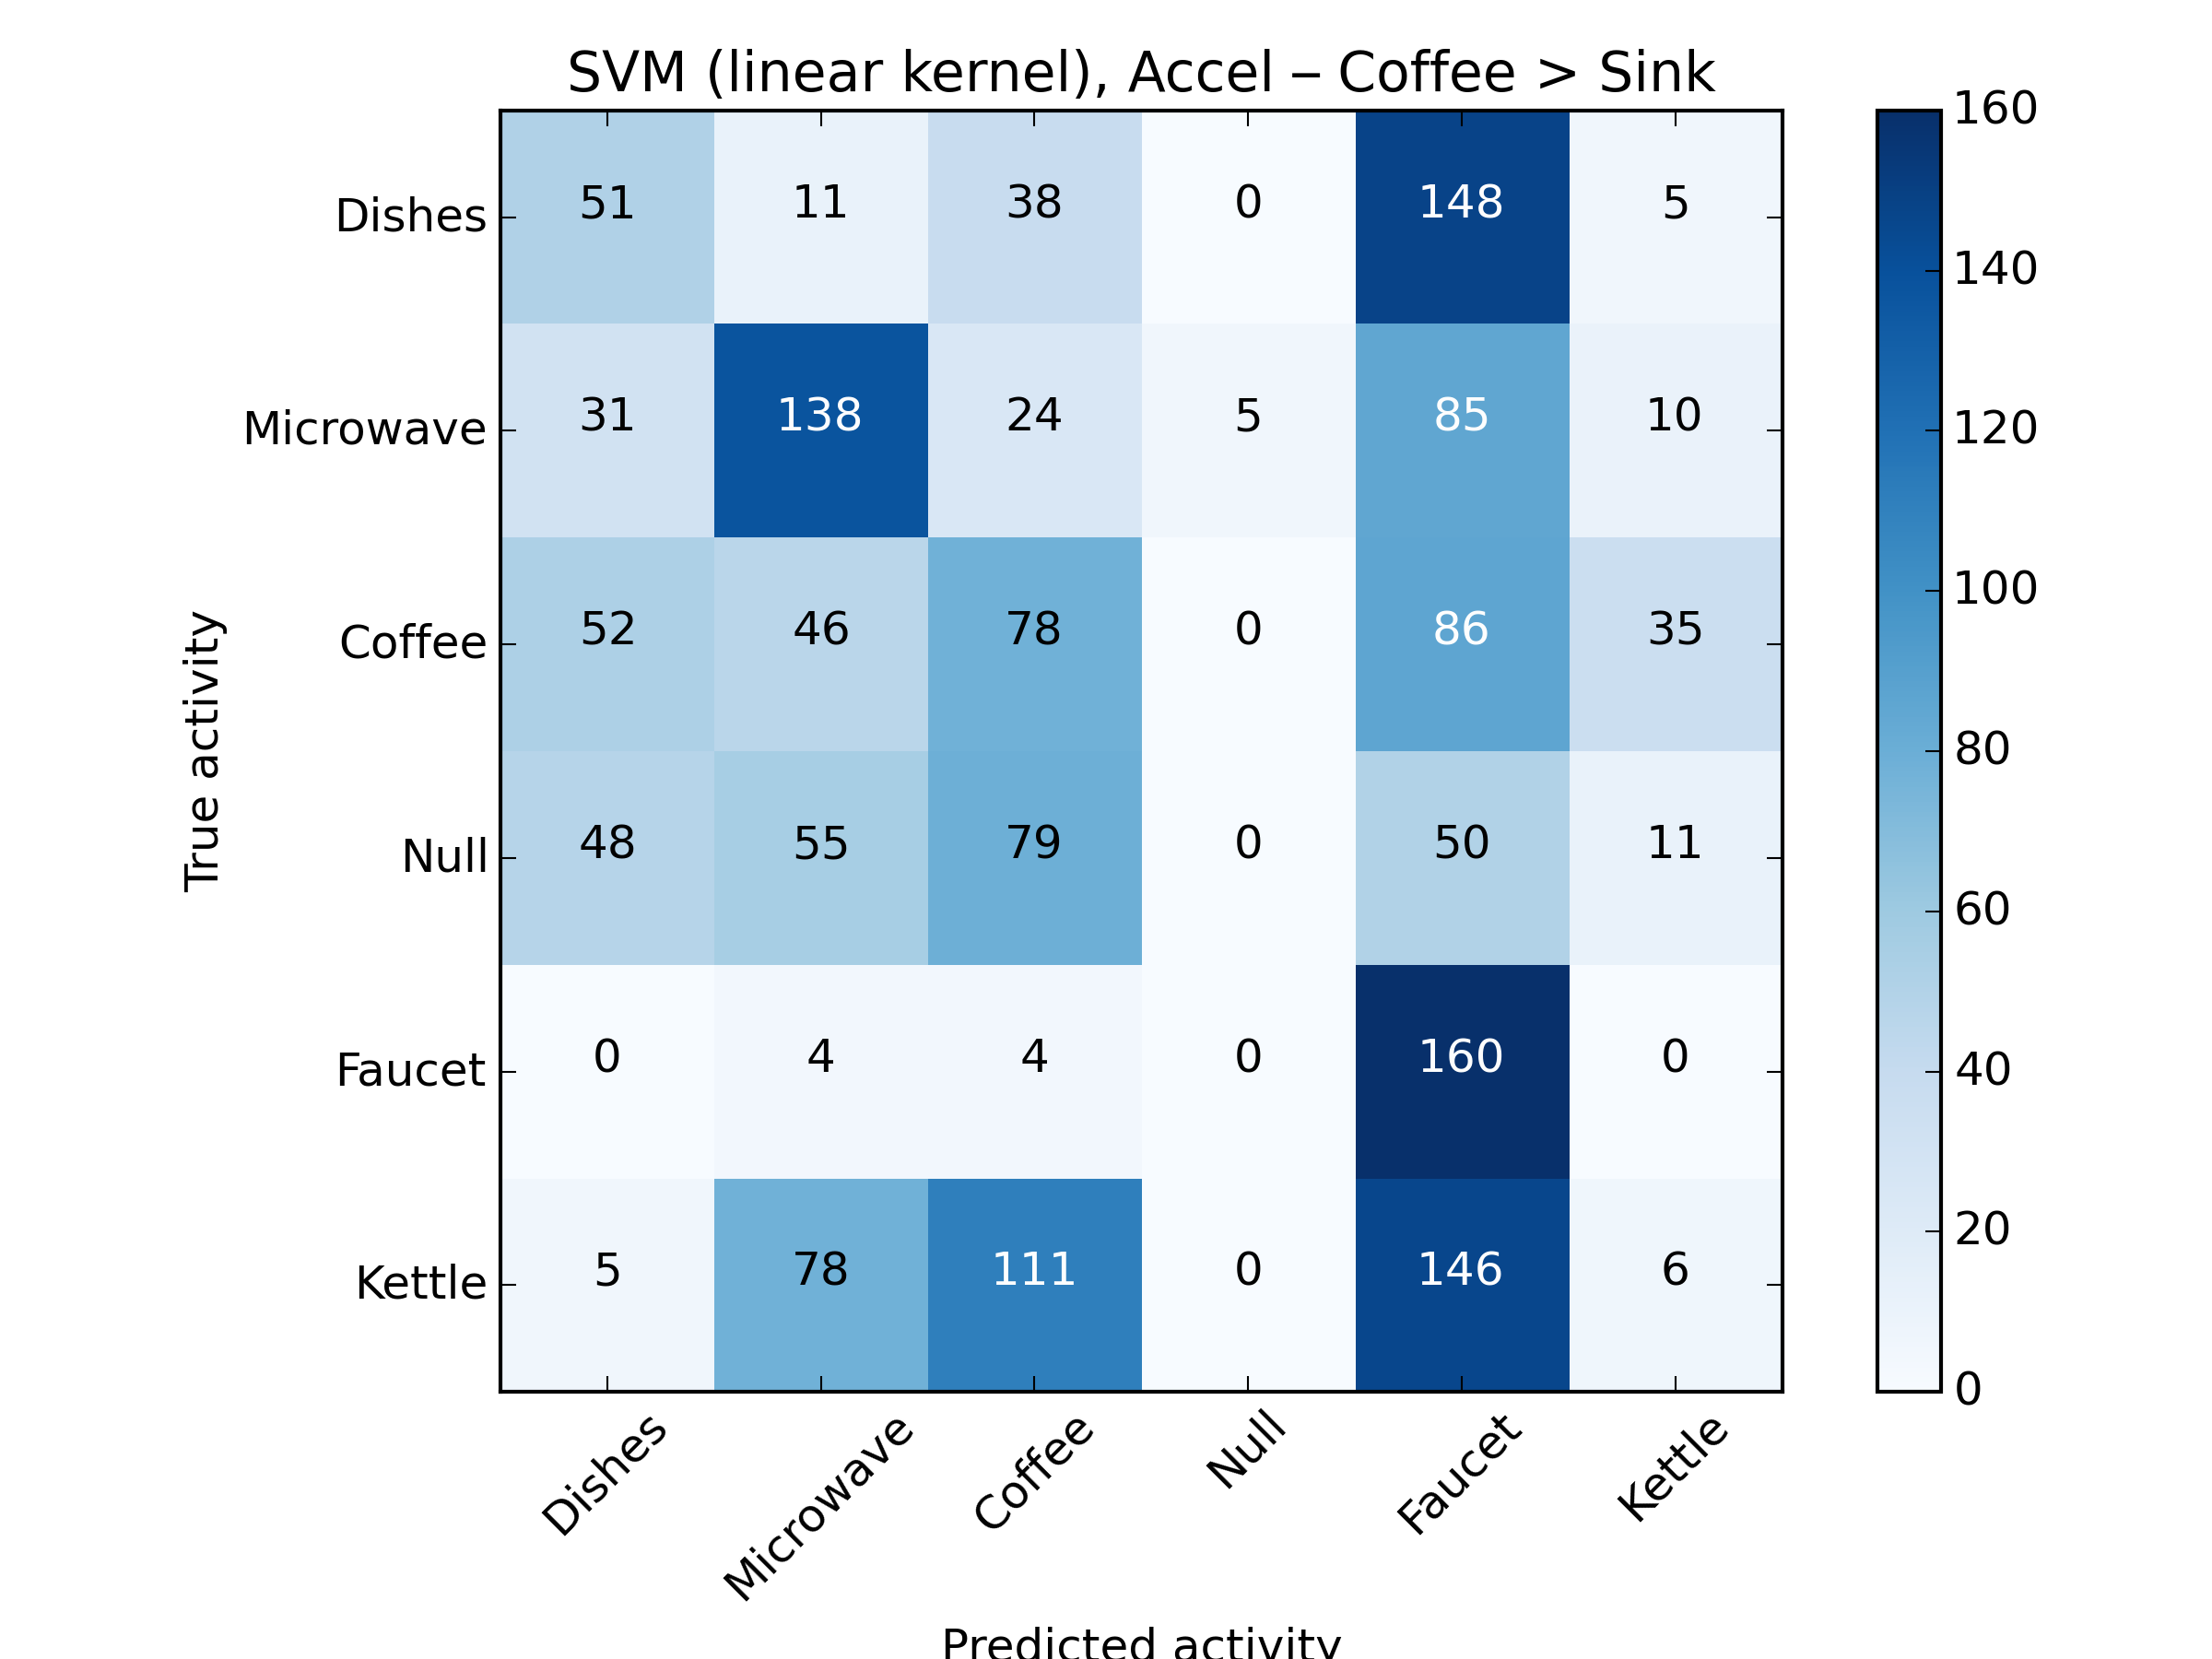 SVM (linear kernel), Accel – Coffee > Sink
160
Dishes 51 11 38 0 148 5
140
Microwave 31 138 24 5 85 10
120
100
Coffee 52 46 78 0 86 35
80
True activity
Null 48 55 79 0 50 11
60
Faucet 0 4 4 0 160 0
40
20
Kettle 5 78 111 0 146 6
0
Dishes Microwave Coffee Null Faucet Kettle
Predicted activity